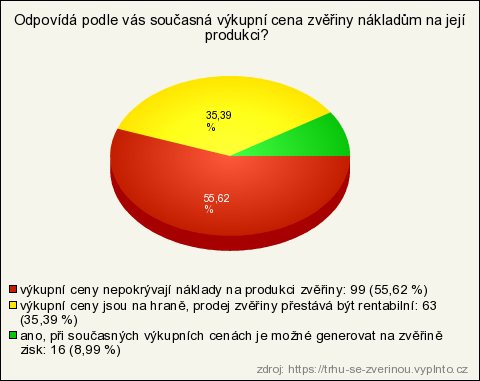 Odpovídá podle vás současná výkupní cena zvěřiny nákladům na její
produkci?
35,39
%
55,62
%
výkupní ceny nepokrývají náklady na produkci zvěřiny: 99 (55,62 %)
výkupní ceny jsou na hraně, prodej zvěřiny přestává být rentabilní: 63
(35,39 %)
ano, při současných výkupních cenách je možné generovat na zvěřině
zisk: 16 (8,99 %)
zdroj: https://trhu-se-zverinou.vyplnto.cz